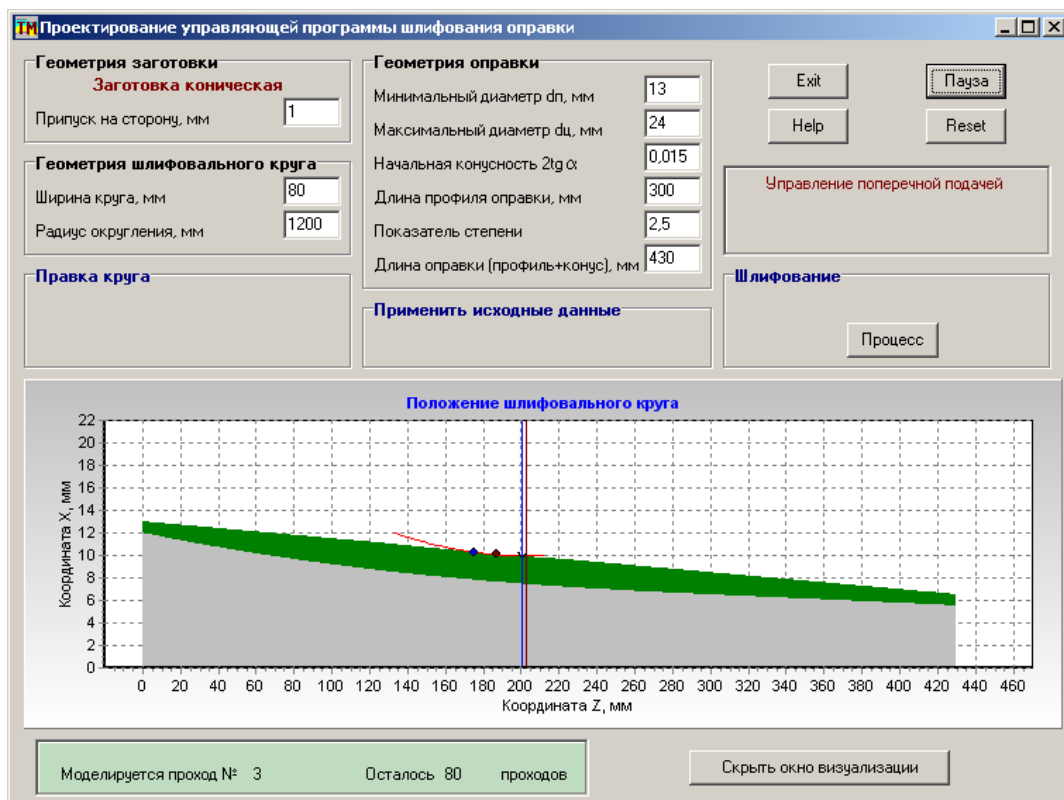 TM Проектирование управляющей программы шлифования оправки
Геометрия заготовки
Заготовка коническая
Припуск на сторону, мм 1
Геометрия шлифовального круга
Ширина круга, мм 80
Радиус округления, мм 1200
Правка круга
Геометрия оправки
Минимальный диаметр dп, мм 13
Максимальный диаметр dц, мм 24
Начальная конусность 2tg α 0,015
Длина профиля оправки, мм 300
Показатель степени 2,5
Длина оправки (профиль+конус), мм 430
Применить исходные данные
Exit Пауза
Help Reset
Управление поперечной подачей
Шлифование
Процесс
Положение шлифовального круга
Координата X, мм
22
20
18
16
14
12
10
8
6
4
2
0
0 20 40 60 80 100 120 140 160 180 200 220 240 260 280 300 320 340 360 380 400 420 440 460
Координата Z, мм
Моделируется проход № 3 Осталось 80 проходов
Скрыть окно визуализации